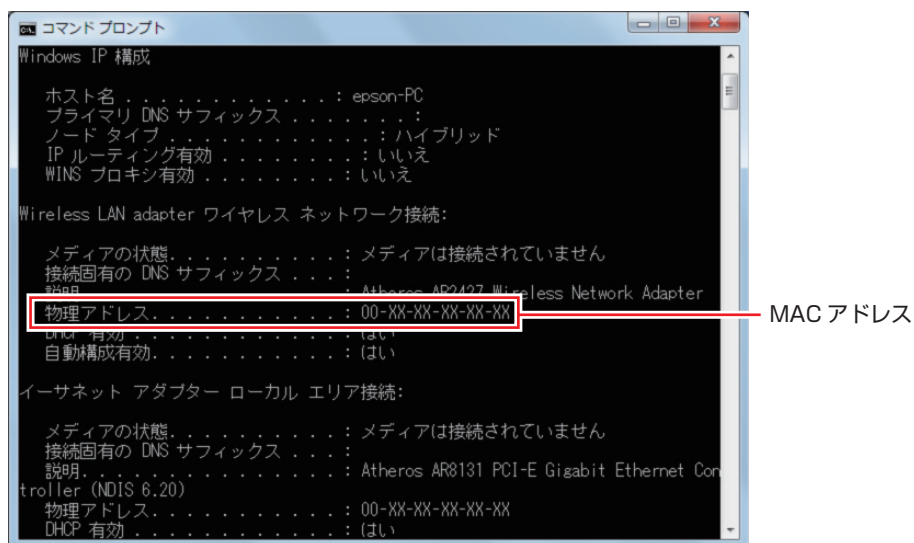 コマンド プロンプト
Windows IP 構成
ホスト名 . . . . . . . . . . . . : epson-PC
プライマリ DNS サフィックス . . . . . . . :
ノード タイプ . . . . . . . . . . . . : ハイブリッド
IP ルーティング有効 . . . . . . . . : いいえ
WINS プロキシ有効 . . . . . . . . : いいえ
Wireless LAN adapter ワイヤレス ネットワーク接続:
メディアの状態. . . . . . . . . . . : メディアは接続されていません
接続固有の DNS サフィックス . . . :
説明. . . . . . . . . . . . . . . . : Atheros AR2427 Wireless Network Adapter
物理アドレス. . . . . . . . . . . . : 00-XX-XX-XX-XX-XX
MAC アドレス
DHCP 有効 . . . . . . . . . . . . . : はい
自動構成有効. . . . . . . . . . . . : はい
イーサネット アダプター ローカル エリア接続:
メディアの状態. . . . . . . . . . . : メディアは接続されていません
接続固有の DNS サフィックス . . . :
説明. . . . . . . . . . . . . . . . : Atheros AR8131 PCI-E Gigabit Ethernet Con
troller (NDIS 6.20)
物理アドレス. . . . . . . . . . . . : 00-XX-XX-XX-XX-XX
DHCP 有効 . . . . . . . . . . . . . : はい